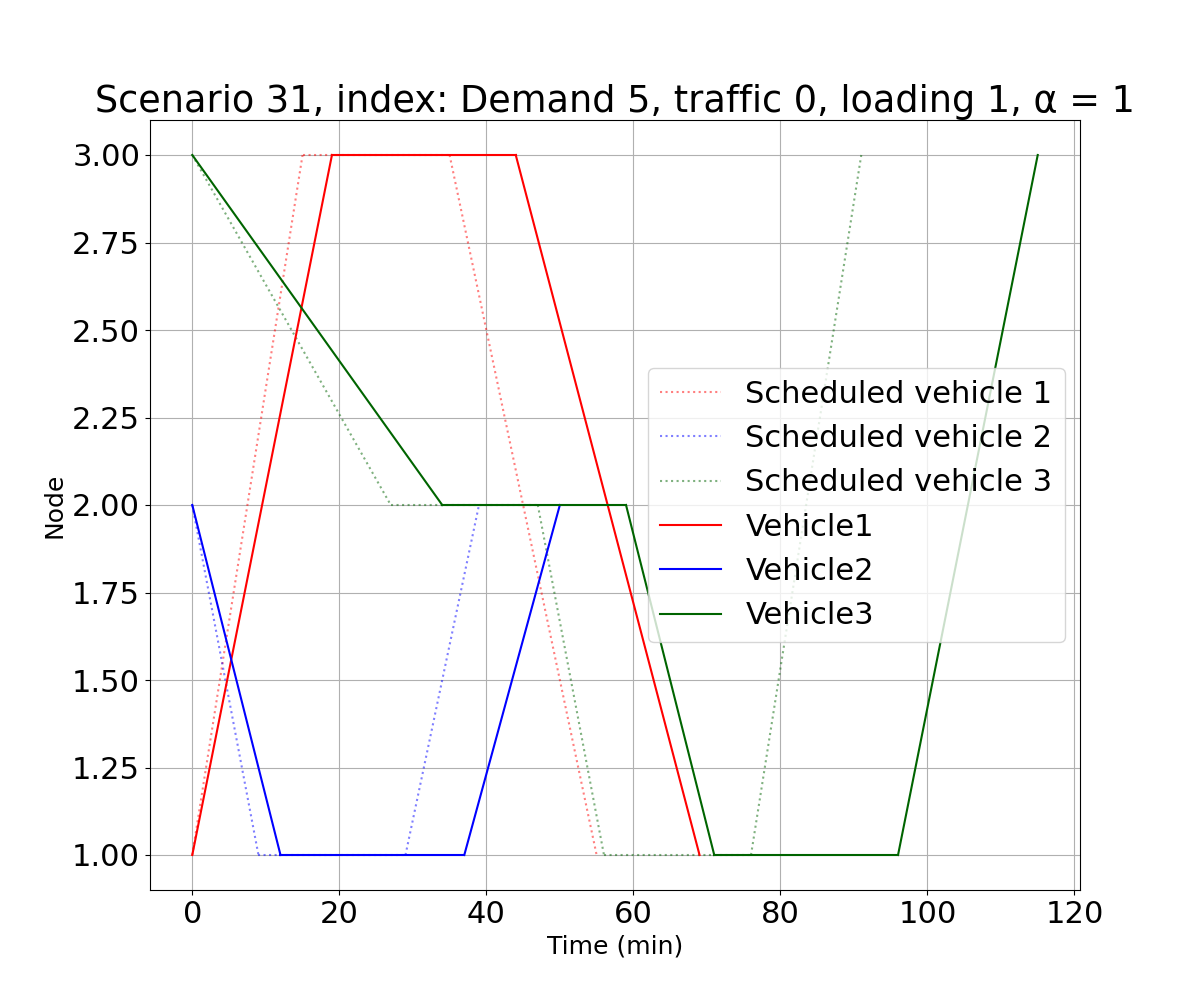 Scenario 31, index: Demand 5, traffic 0, loading 1, α = 1
3.00
2.75
2.50
2.25
2.00
1.75
1.50
1.25
1.00
Node
Scheduled vehicle 1
Scheduled vehicle 2
Scheduled vehicle 3
Vehicle1
Vehicle2
Vehicle3
0 20 40 60 80 100 120
Time (min)